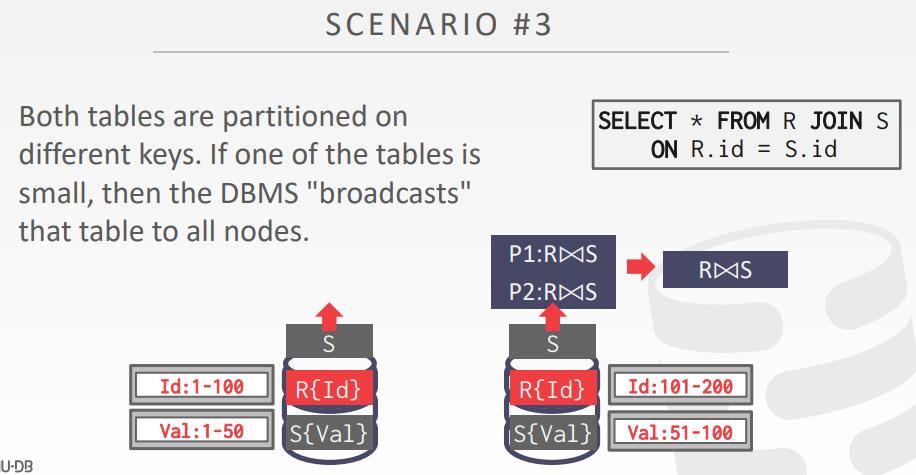 SCENARIO #3
Both tables are partitioned on
different keys. If one of the tables is
small, then the DBMS "broadcasts"
that table to all nodes.
SELECT * FROM R JOIN S
ON R.id = S.id
P1:R⋈S
P2:R⋈S
R⋈S
S
Id:1-100
R{Id}
Val:1-50
S{Val}
S
R{Id}
Id:101-200
S{Val}
Val:51-100
U·DB